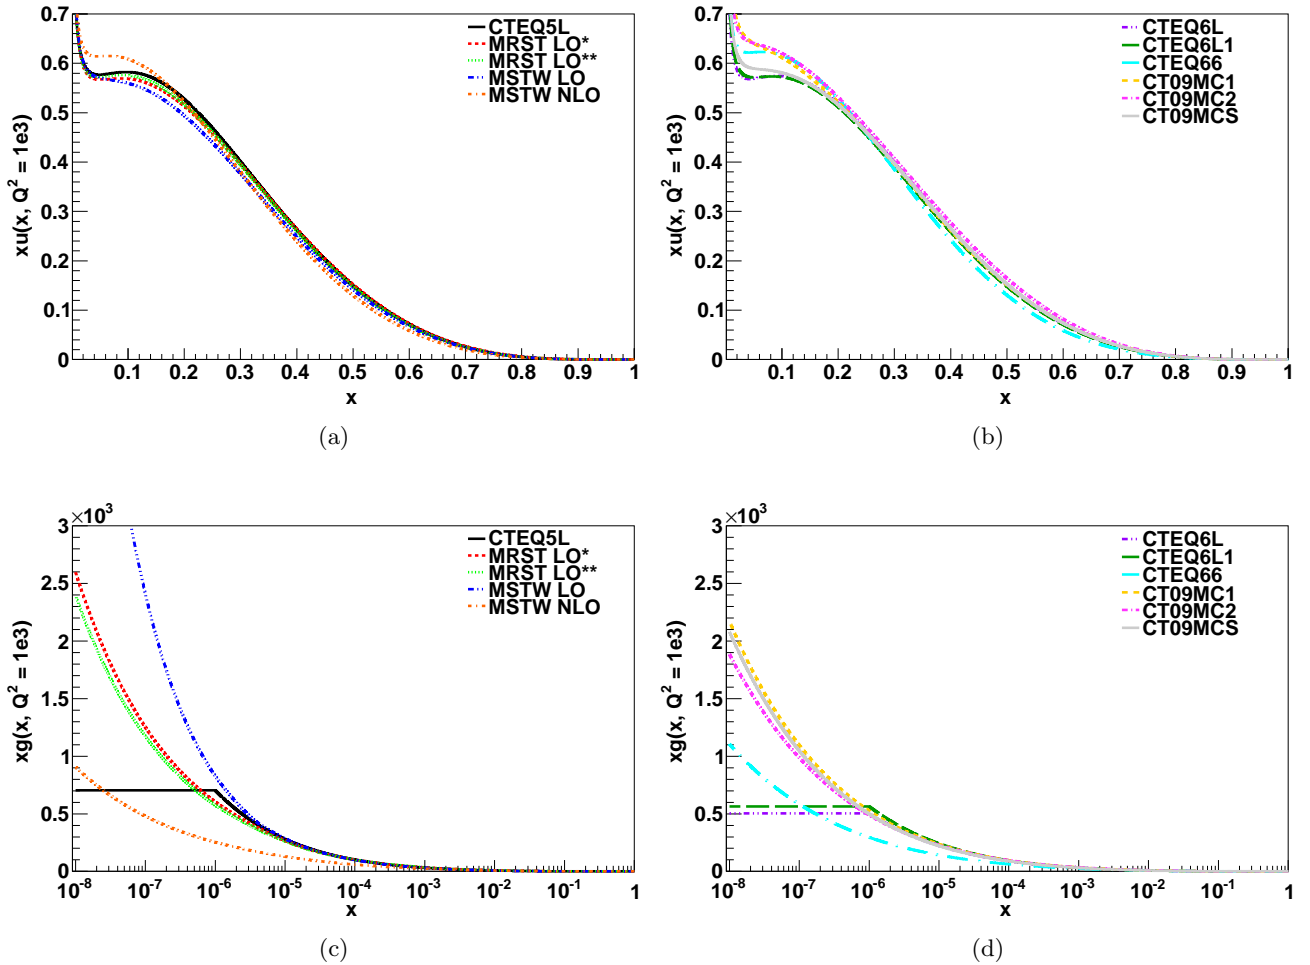 0.7
0.6
0.5
0.4
0.3
0.2
0.1
0
xu(x, Q² = 1e3)
CTEQ5L
MRST LO*
MRST LO**
MSTW LO
MSTW NLO
0.1 0.2 0.3 0.4 0.5 0.6 0.7 0.8 0.9 1
x
(a)
0.7
0.6
0.5
0.4
0.3
0.2
0.1
0
xu(x, Q² = 1e3)
CTEQ6L
CTEQ6L1
CTEQ66
CT09MC1
CT09MC2
CT09MCS
0.1 0.2 0.3 0.4 0.5 0.6 0.7 0.8 0.9 1
x
(b)
×10³
3
2.5
2
1.5
1
0.5
0
xg(x, Q² = 1e3)
CTEQ5L
MRST LO*
MRST LO**
MSTW LO
MSTW NLO
10⁻⁸ 10⁻⁷ 10⁻⁶ 10⁻⁵ 10⁻⁴ 10⁻³ 10⁻² 10⁻¹ 1
x
(c)
×10³
3
2.5
2
1.5
1
0.5
0
xg(x, Q² = 1e3)
CTEQ6L
CTEQ6L1
CTEQ66
CT09MC1
CT09MC2
CT09MCS
10⁻⁸ 10⁻⁷ 10⁻⁶ 10⁻⁵ 10⁻⁴ 10⁻³ 10⁻² 10⁻¹ 1
x
(d)